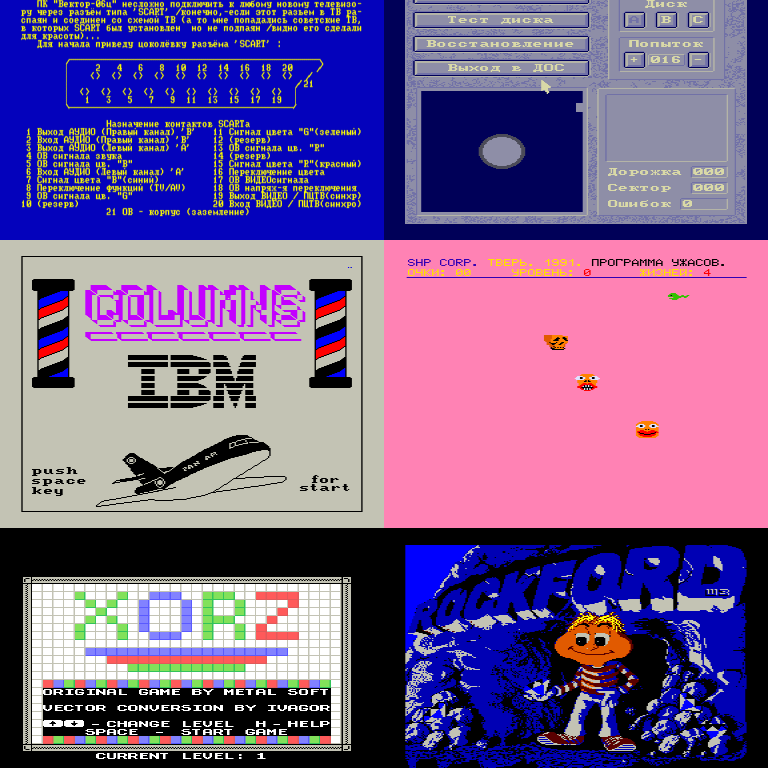 ПК "Вектор-06ц" несложно подключить к любому новому телевизо-
ру через разъём типа 'SCART' /конечно,-если этот разъем в ТВ ра-
спаян и соединен со схемой ТВ (а то мне попадались советские ТВ,
в которых SCART был установлен  но не подпаян /видно его сделали
для красоты)...
Для начала приведу цоколёвку разъёма 'SCART' :
2 4 6 8 10 12 14 16 18 20
21
1 3 5 7 9 11 13 15 17 19
Назначение контактов SCARTа
1 Выход АУДИО (Правый канал) 'B'
2 Вход АУДИО (Правый канал) 'B'
3 Выход АУДИО (Левый канал) 'A'
4 ОВ сигнала звука
5 ОВ сигнала цв. "B"
6 Вход АУДИО (Левый канал) 'A'
7 Сигнал цвета "B"(синий)
8 Переключение функций (TV/AV)
9 ОВ сигнала цв. "G"
10 (резерв)
11 Сигнал цвета "G"(зеленый)
12 (резерв)
13 ОВ сигнала цв. "R"
14 (резерв)
15 Сигнал цвета "R"(красный)
16 Переключение цвета
17 ОВ ВИДЕОсигнала
18 ОВ напрях-я переключения
19 Выход ВИДЕО / ПЦТВ(синхр)
20 Вход ВИДЕО / ПЦТВ(синхро)
21 ОВ - корпус (заземление)
Тест диска
Восстановление
Выход в ДОС
Диск
A B C
Попыток
+ 016 -
Дорожка 000
Сектор 000
Ошибок 0
COLUMNS
IBM
PAN AIR
push
space
key
for
start
SHP CORP. ТВЕРЬ. 1991. ПРОГРАММА УЖАСОВ.
ОЧКИ: 00 УРОВЕНЬ: 0 ЖИЗНЕЙ: 4
XORZ
ORIGINAL GAME BY METAL SOFT
VECTOR CONVERSION BY IVAGOR
- CHANGE LEVEL H - HELP
SPACE - START GAME
CURRENT LEVEL: 1
ROCKFORD